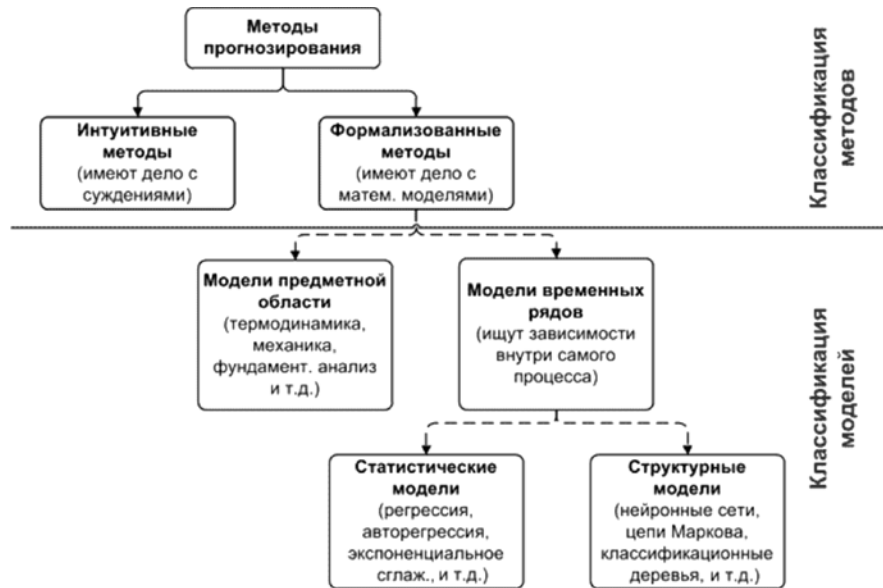 Методы
прогнозирования
Интуитивные
методы
(имеют дело с
суждениями)
Формализованные
методы
(имеют дело с
матем. моделями)
Классификация
методов
Модели предметной
области
(термодинамика,
механика,
фундамент. анализ
и т.д.)
Модели временных
рядов
(ищут зависимости
внутри самого
процесса)
Статистические
модели
(регрессия,
авторегрессия,
экспоненциальное
сглаж., и т.д.)
Структурные
модели
(нейронные сети,
цепи Маркова,
классификационные
деревья, и т.д.)
Классификация
моделей